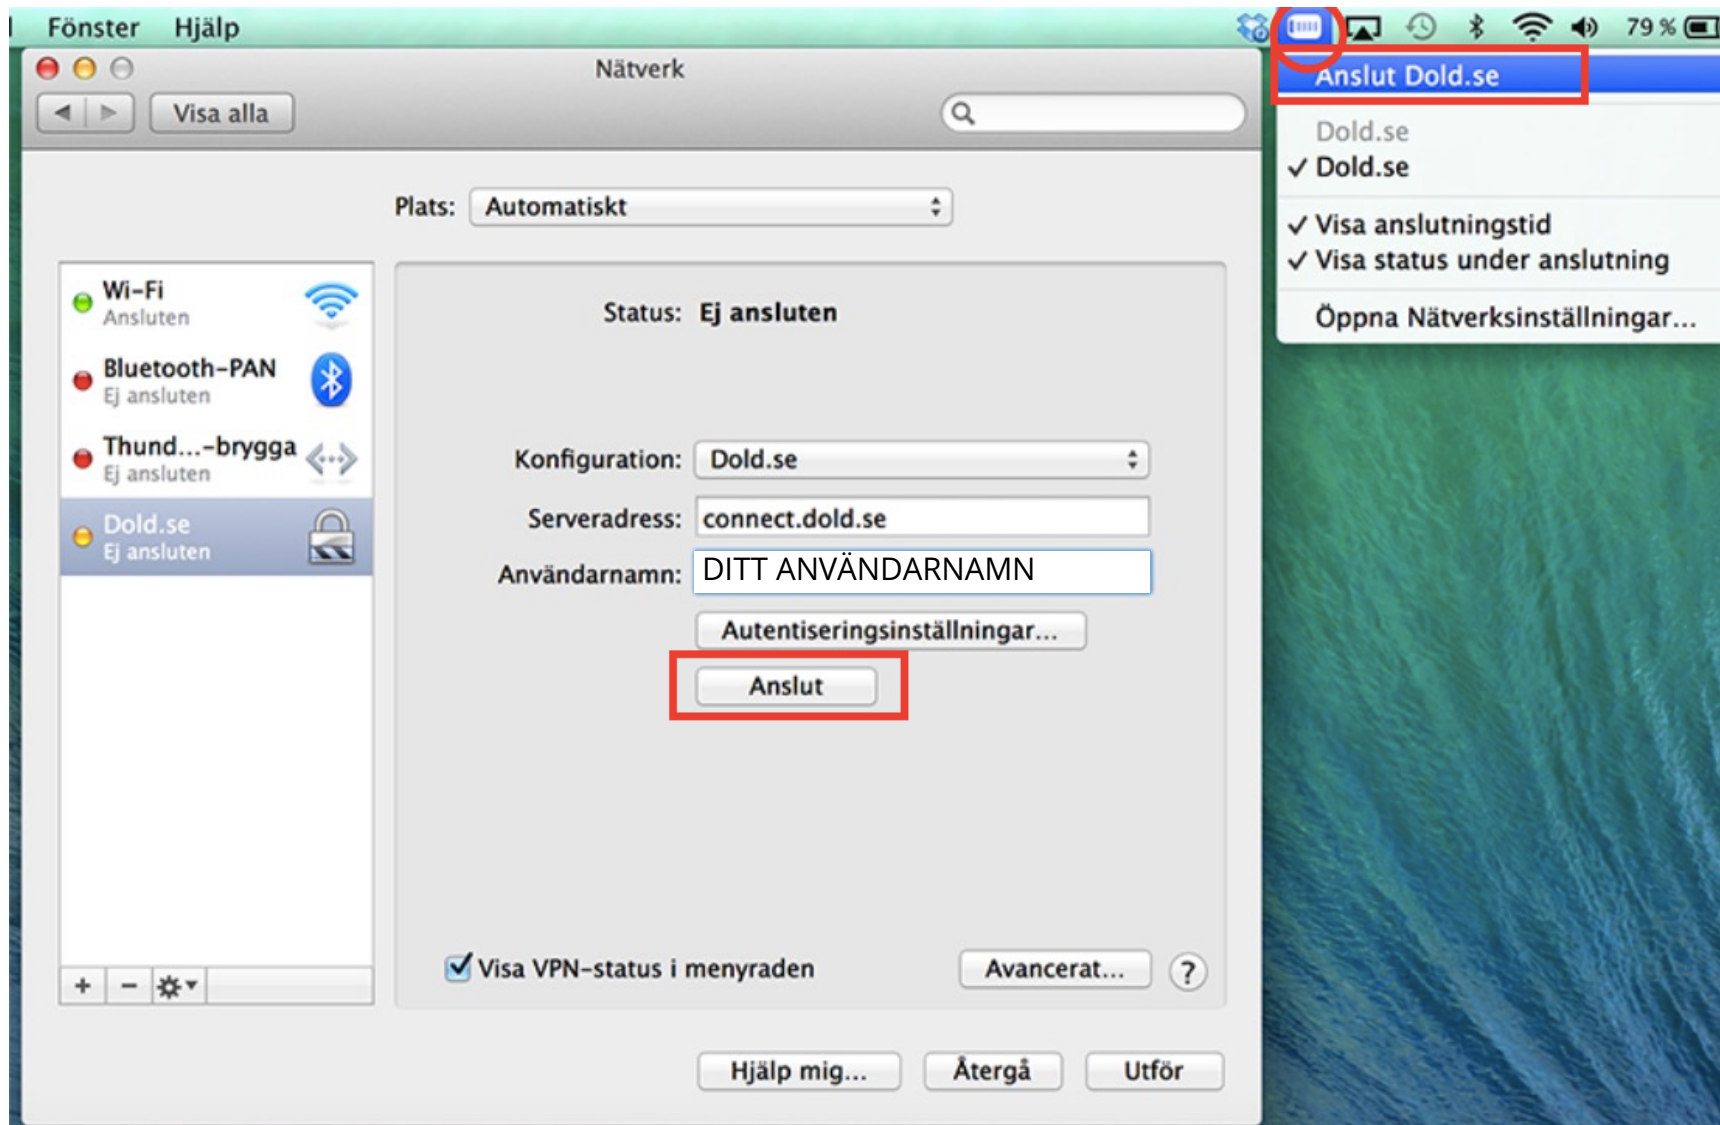 Fönster Hjälp
79 %
Nätverk
Visa alla
Anslut Dold.se
Dold.se
✓ Dold.se
✓ Visa anslutningstid
✓ Visa status under anslutning
Öppna Nätverksinställningar...
Plats: Automatiskt
Wi-Fi
Ansluten
Bluetooth-PAN
Ej ansluten
Thund...-brygga
Ej ansluten
Dold.se
Ej ansluten
Status: Ej ansluten
Konfiguration: Dold.se
Serveradress: connect.dold.se
Användarnamn: DITT ANVÄNDARNAMN
Autentiseringsinställningar...
Anslut
Visa VPN-status i menyraden
Avancerat... ?
Hjälp mig... Återgå Utför